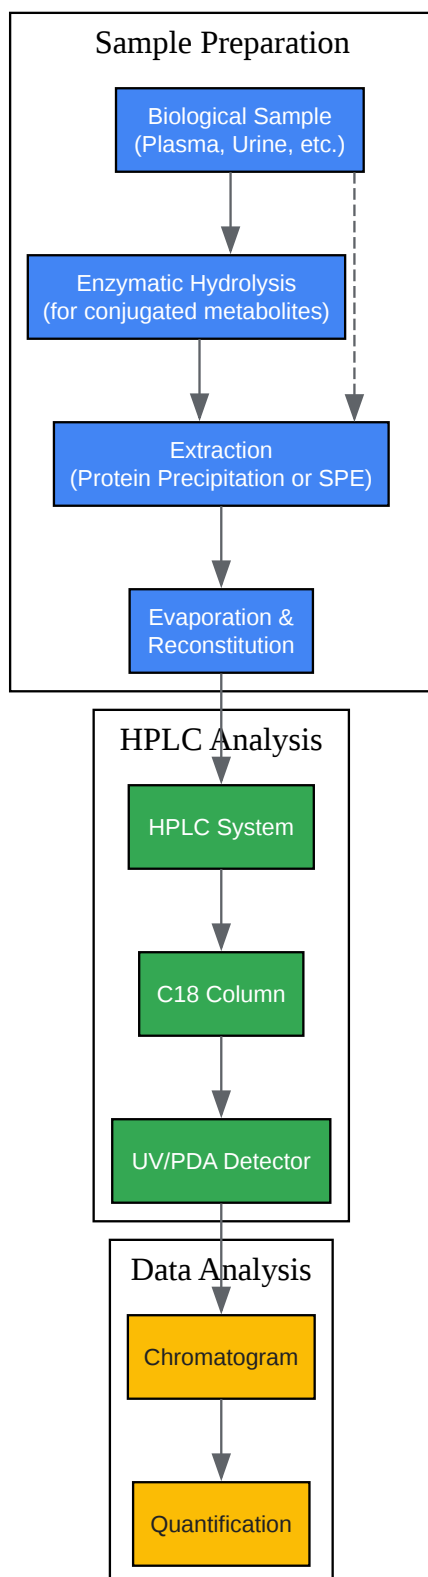 Sample Preparation
Biological Sample
(Plasma, Urine, etc.)
Enzymatic Hydrolysis
(for conjugated metabolites)
Extraction
(Protein Precipitation or SPE)
Evaporation &
Reconstitution
HPLC Analysis
HPLC System
C18 Column
UV/PDA Detector
Data Analysis
Chromatogram
Quantification